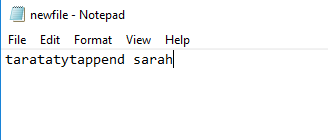 newfile - Notepad
File Edit Format View Help
taratatytappend sarah